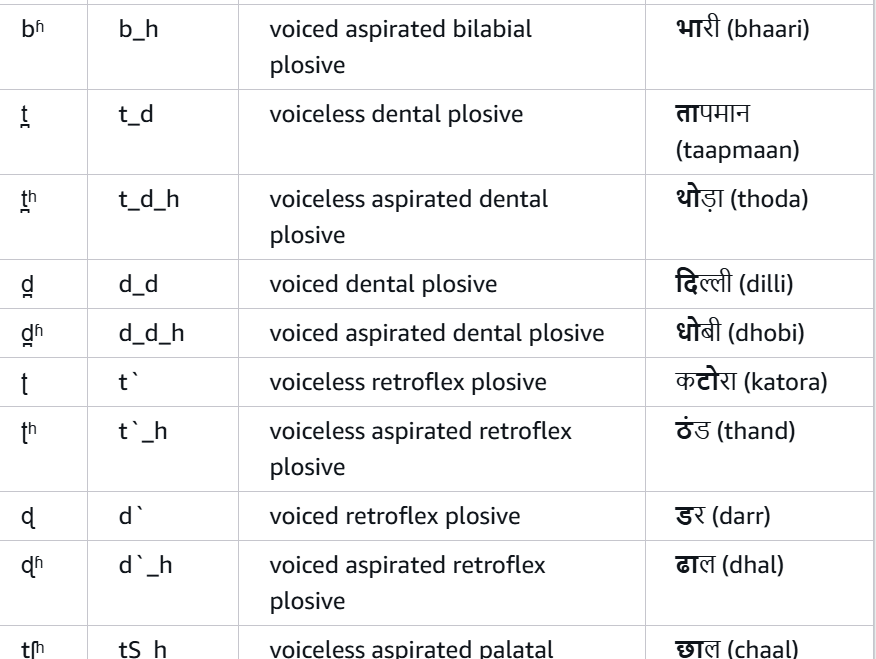 bʱ b_h voiced aspirated bilabial भारी (bhaari)
plosive
t̪ t_d voiceless dental plosive तापमान
(taapmaan)
t̪ʰ t_d_h voiceless aspirated dental थोड़ा (thoda)
plosive
d̪ d_d voiced dental plosive दिल्ली (dilli)
d̪ʱ d_d_h voiced aspirated dental plosive धोबी (dhobi)
ʈ t` voiceless retroflex plosive कटोरा (katora)
ʈʰ t`_h voiceless aspirated retroflex ठंड (thand)
plosive
ɖ d` voiced retroflex plosive डर (darr)
ɖʱ d`_h voiced aspirated retroflex ढाल (dhal)
plosive
tʃʰ tS_h voiceless aspirated palatal छाल (chaal)